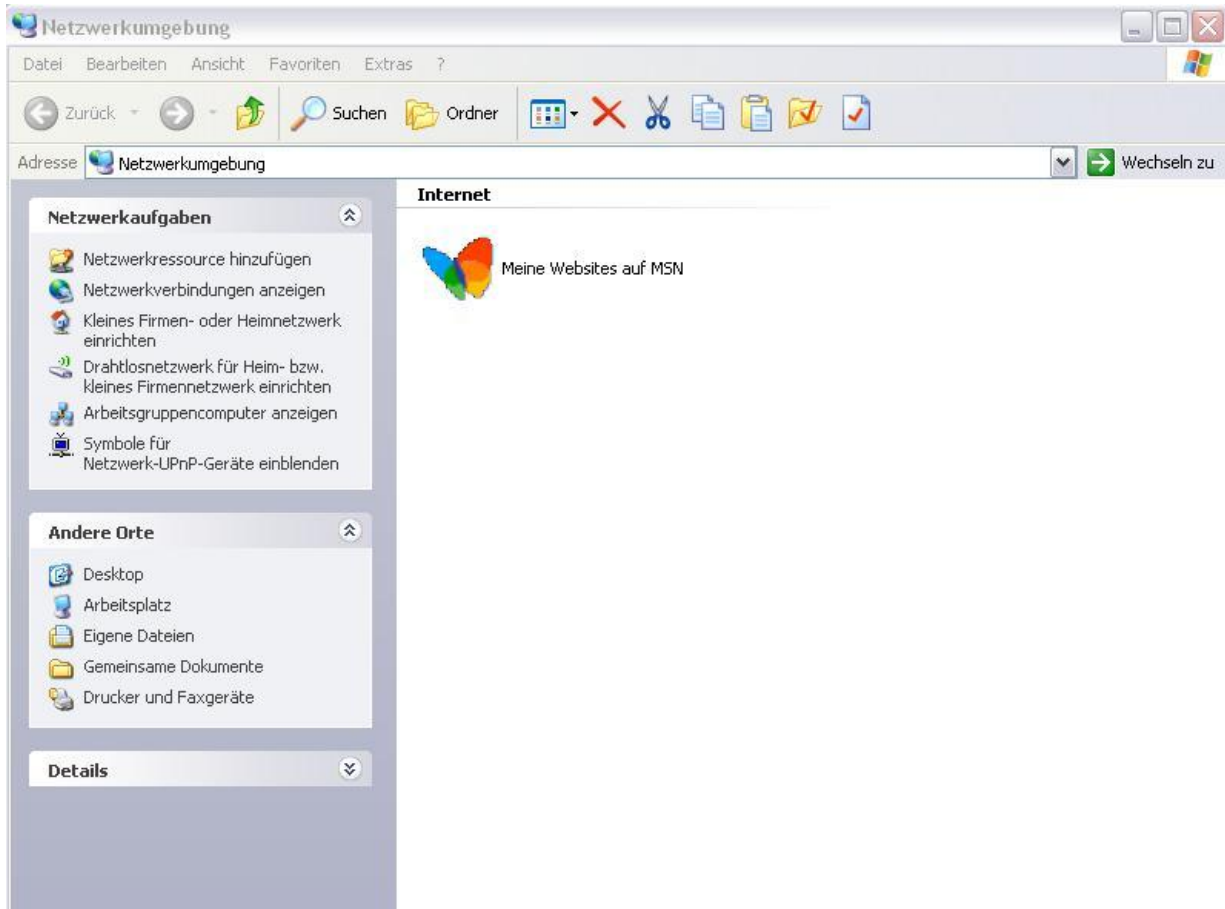 Netzwerkumgebung
Datei Bearbeiten Ansicht Favoriten Extras ?
Zurück Suchen Ordner
Adresse Netzwerkumgebung Wechseln zu
Netzwerkaufgaben
Netzwerkressource hinzufügen
Netzwerkverbindungen anzeigen
Kleines Firmen- oder Heimnetzwerk
einrichten
Drahtlosnetzwerk für Heim- bzw.
kleines Firmennetzwerk einrichten
Arbeitsgruppencomputer anzeigen
Symbole für
Netzwerk-UPnP-Geräte einblenden
Andere Orte
Desktop
Arbeitsplatz
Eigene Dateien
Gemeinsame Dokumente
Drucker und Faxgeräte
Details
Internet
Meine Websites auf MSN